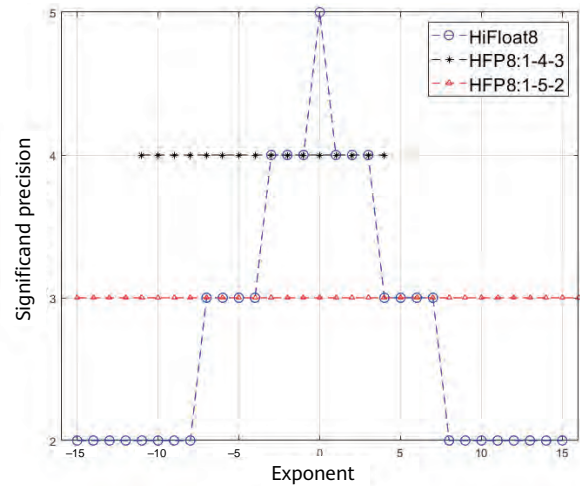 5
4
3
2
Significand precision
HiFloat8
HFP8:1-4-3
HFP8:1-5-2
−15
−10
−5
0
5
10
15
Exponent